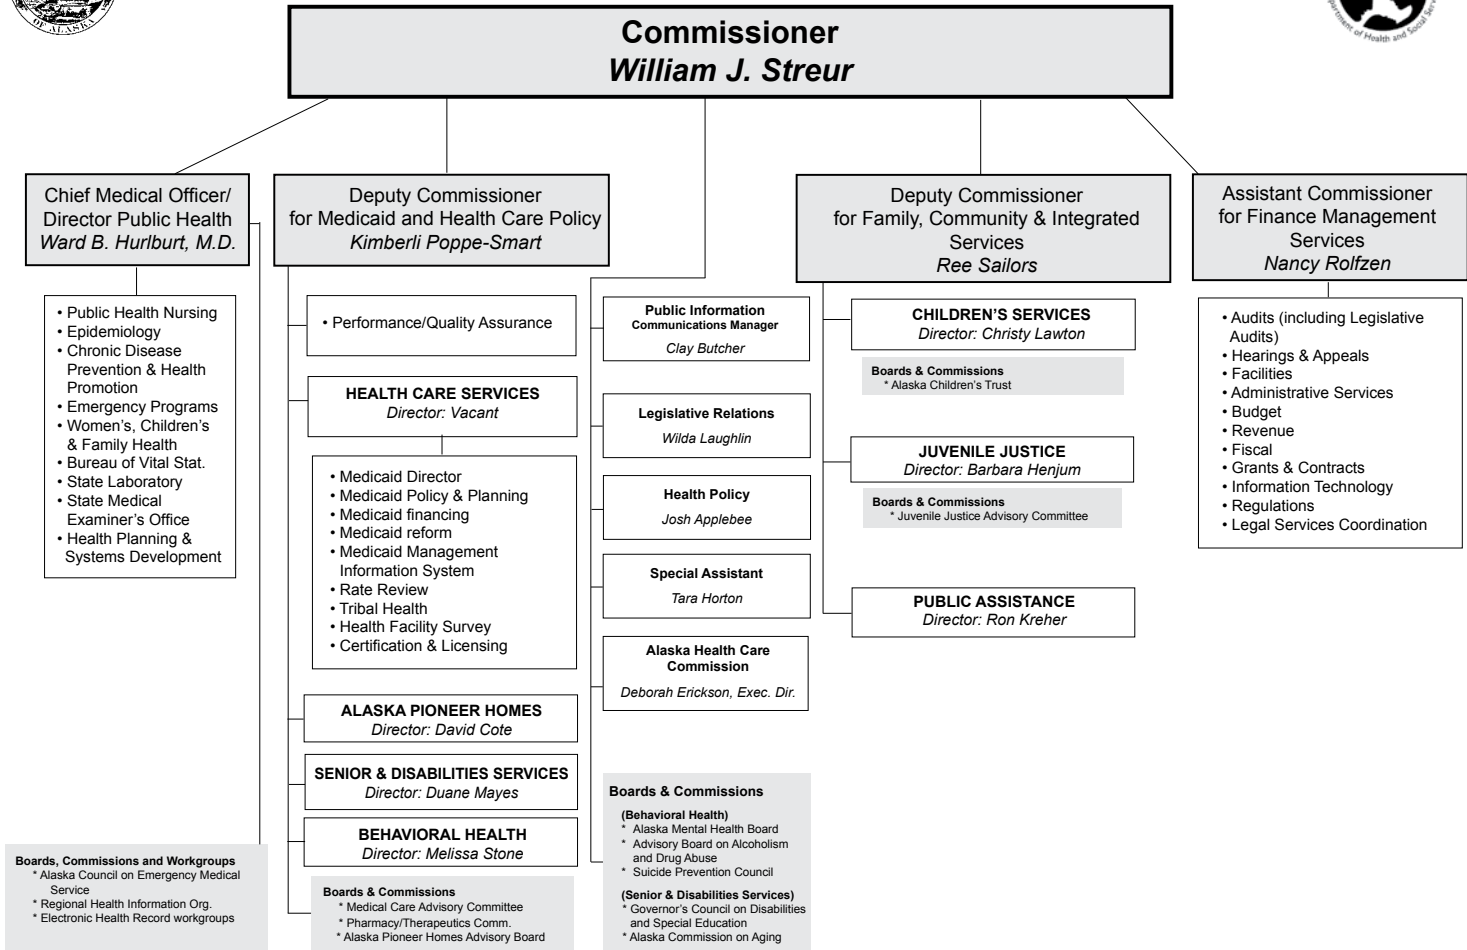 OF ALASKA
Department of Health and Social
Commissioner
William J. Streur
Chief Medical Officer/
Director Public Health
Ward B. Hurlburt, M.D.
• Public Health Nursing
• Epidemiology
• Chronic Disease
Prevention & Health
Promotion
• Emergency Programs
• Women's, Children's
& Family Health
• Bureau of Vital Stat.
• State Laboratory
• State Medical
Examiner's Office
• Health Planning &
Systems Development
Boards, Commissions and Workgroups
* Alaska Council on Emergency Medical
Service
* Regional Health Information Org.
* Electronic Health Record workgroups
Deputy Commissioner
for Medicaid and Health Care Policy
Kimberli Poppe-Smart
• Performance/Quality Assurance
HEALTH CARE SERVICES
Director: Vacant
• Medicaid Director
• Medicaid Policy & Planning
• Medicaid financing
• Medicaid reform
• Medicaid Management
Information System
• Rate Review
• Tribal Health
• Health Facility Survey
• Certification & Licensing
ALASKA PIONEER HOMES
Director: David Cote
SENIOR & DISABILITIES SERVICES
Director: Duane Mayes
BEHAVIORAL HEALTH
Director: Melissa Stone
Boards & Commissions
* Medical Care Advisory Committee
* Pharmacy/Therapeutics Comm.
* Alaska Pioneer Homes Advisory Board
Public Information
Communications Manager
Clay Butcher
Legislative Relations
Wilda Laughlin
Health Policy
Josh Applebee
Special Assistant
Tara Horton
Alaska Health Care
Commission
Deborah Erickson, Exec. Dir.
Boards & Commissions
(Behavioral Health)
* Alaska Mental Health Board
* Advisory Board on Alcoholism
and Drug Abuse
* Suicide Prevention Council
(Senior & Disabilities Services)
* Governor's Council on Disabilities
and Special Education
* Alaska Commission on Aging
Deputy Commissioner
for Family, Community & Integrated
Services
Ree Sailors
CHILDREN'S SERVICES
Director: Christy Lawton
Boards & Commissions
* Alaska Children's Trust
JUVENILE JUSTICE
Director: Barbara Henjum
Boards & Commissions
* Juvenile Justice Advisory Committee
PUBLIC ASSISTANCE
Director: Ron Kreher
Assistant Commissioner
for Finance Management
Services
Nancy Rolfzen
• Audits (including Legislative
Audits)
• Hearings & Appeals
• Facilities
• Administrative Services
• Budget
• Revenue
• Fiscal
• Grants & Contracts
• Information Technology
• Regulations
• Legal Services Coordination